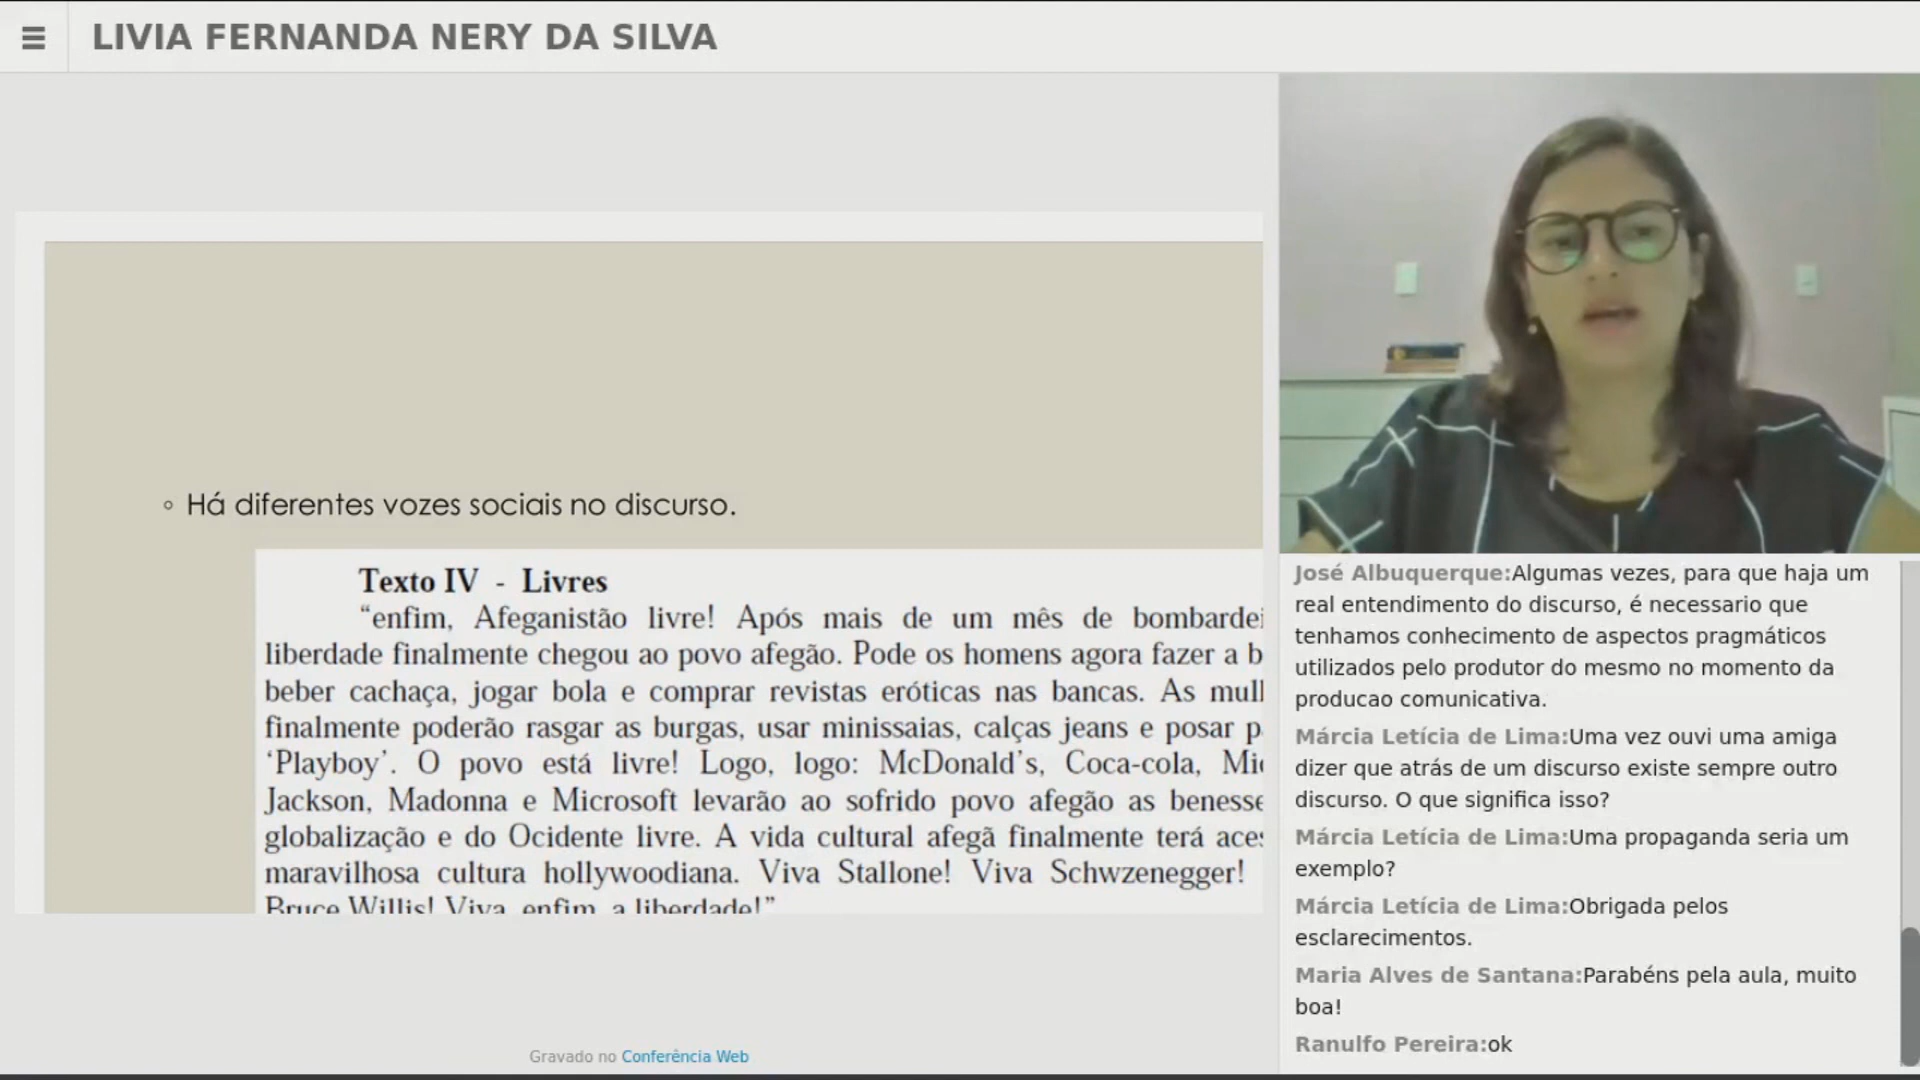 LIVIA FERNANDA NERY DA SILVA
Há diferentes vozes sociais no discurso.
Texto IV - Livres
“enfim, Afeganistão livre! Após mais de um mês de
liberdade finalmente chegou ao povo afegão. Pode os homens agora fazer a
beber cachaça, jogar bola e comprar revistas eróticas nas bancas. As
finalmente poderão rasgar as burgas, usar minissaias, calças jeans e posar
‘Playboy’. O povo está livre! Logo, logo: McDonald’s, Coca-cola,
Jackson, Madonna e Microsoft levarão ao sofrido povo afegão as
globalização e do Ocidente livre. A vida cultural afegã finalmente terá
maravilhosa cultura hollywoodiana. Viva Stallone! Viva Schwzenegger!
Bruce Willis! Viva, enfim, a liberdade!”
Gravado no Conferência Web
José Albuquerque:Algumas vezes, para que haja um
real entendimento do discurso, é necessario que
tenhamos conhecimento de aspectos pragmáticos
utilizados pelo produtor do mesmo no momento da
producao comunicativa.
Márcia Letícia de Lima:Uma vez ouvi uma amiga
dizer que atrás de um discurso existe sempre outro
discurso. O que significa isso?
Márcia Letícia de Lima:Uma propaganda seria um
exemplo?
Márcia Letícia de Lima:Obrigada pelos
esclarecimentos.
Maria Alves de Santana:Parabéns pela aula, muito
boa!
Ranulfo Pereira:ok